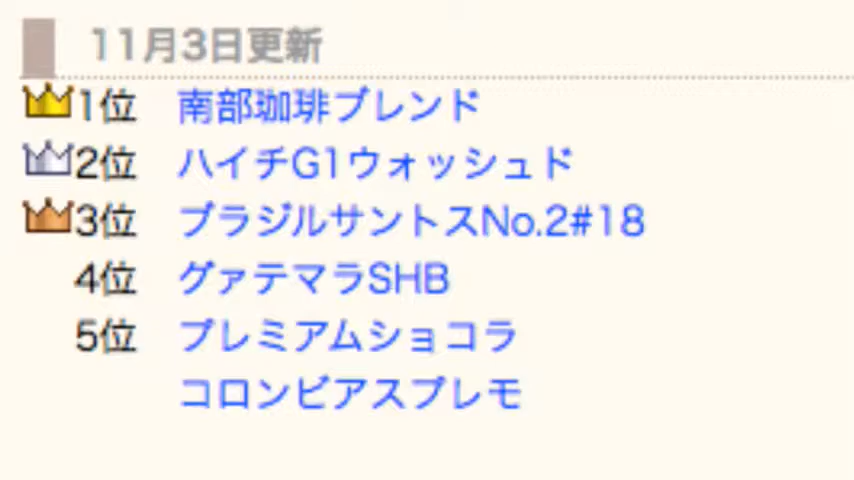 11月3日更新
1位 南部珈琲ブレンド
2位 ハイチG1ウォッシュド
3位 ブラジルサントスNo.2#18
4位 グァテマラSHB
5位 プレミアムショコラ
コロンビアスプレモ